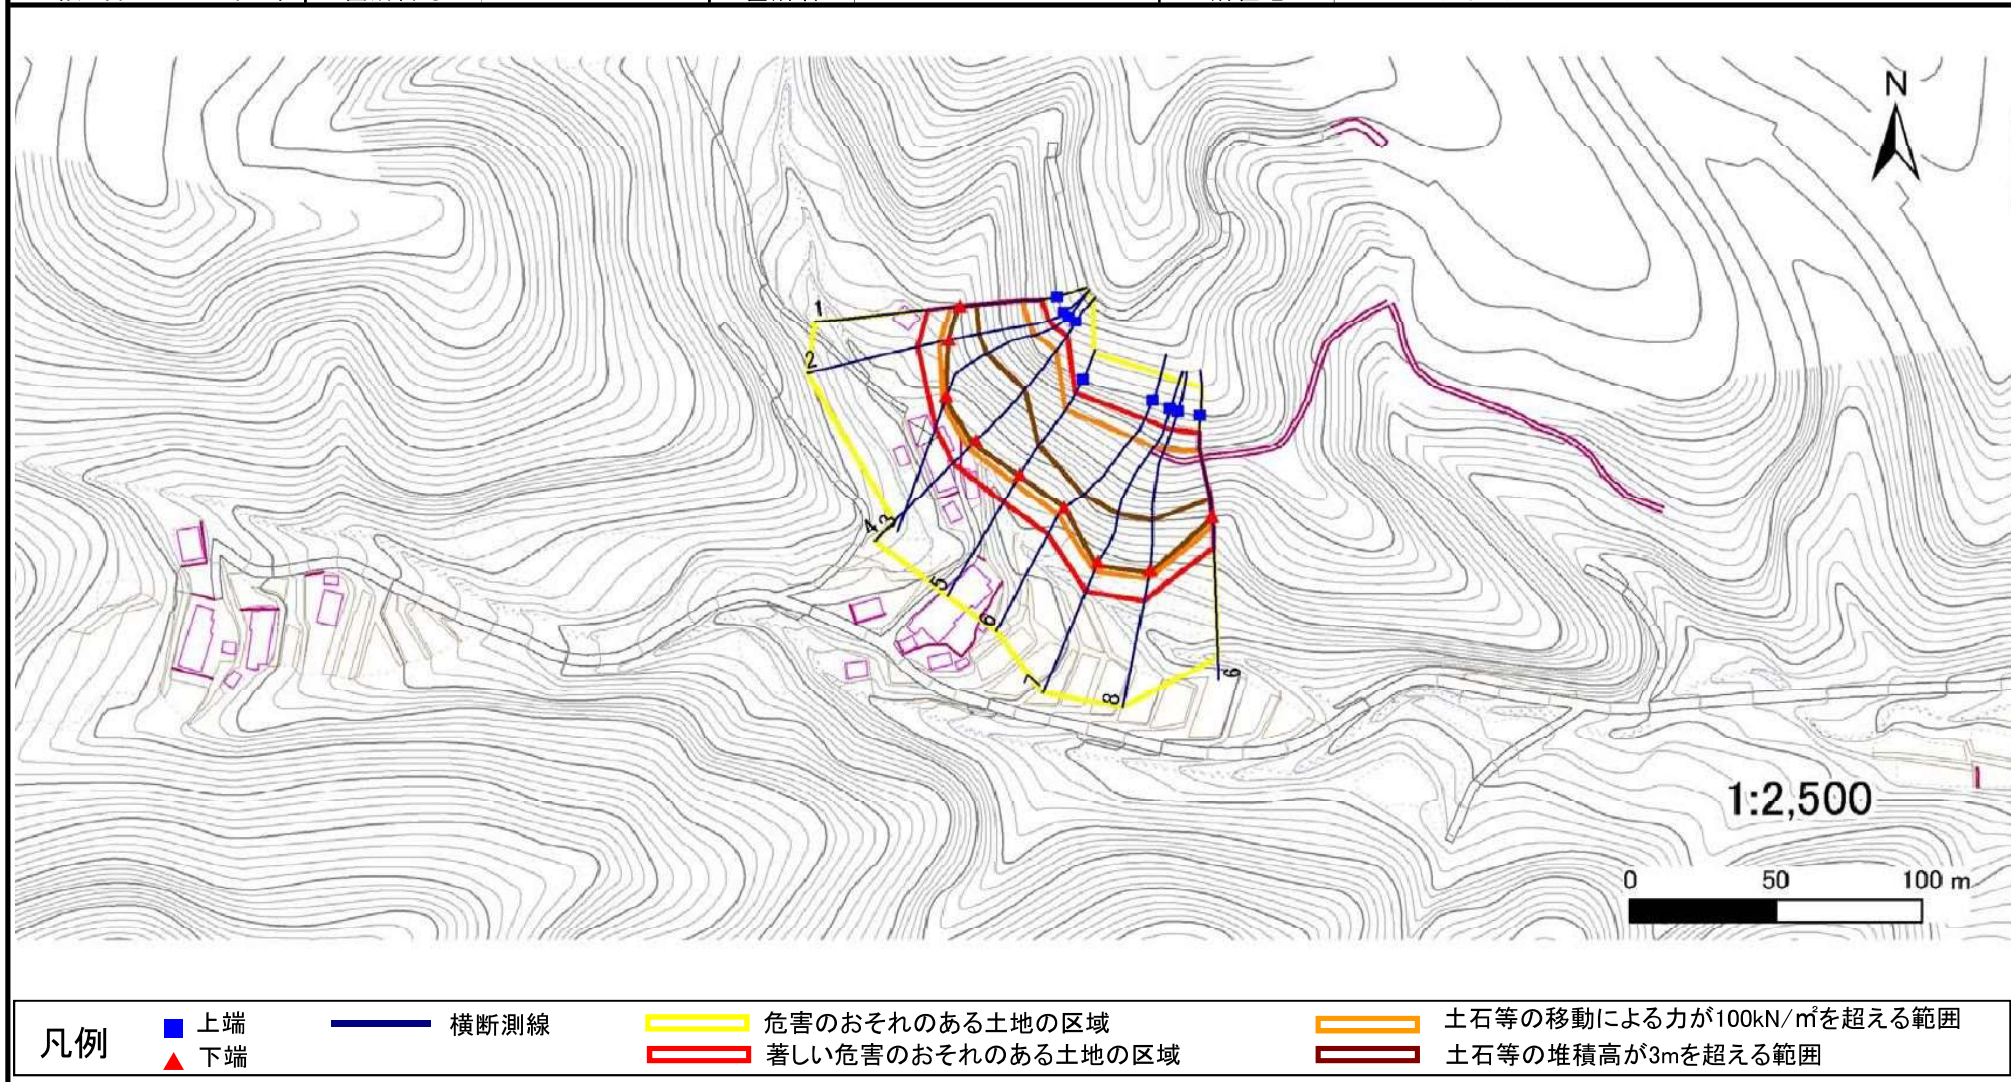 N
1
2
3
4
5
6
7
8
9
1:2,500
0 50 100 m
凡例
上端
下端
横断測線
危害のおそれのある土地の区域
著しい危害のおそれのある土地の区域
土石等の移動による力が100kN/㎡を超える範囲
土石等の堆積高が3mを超える範囲